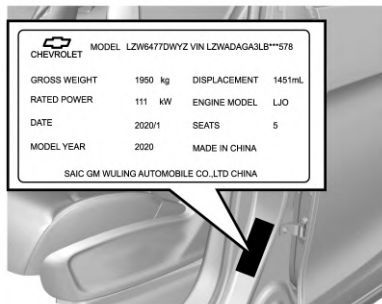 CHEVROLET MODEL LZW6477DWYZ VIN LZWADAGA3LB***578
GROSS WEIGHT 1950 kg DISPLACEMENT 1451mL
RATED POWER 111 kW ENGINE MODEL LJO
DATE 2020/1 SEATS 5
MODEL YEAR 2020 MADE IN CHINA
SAIC GM WULING AUTOMOBILE CO.,LTD CHINA